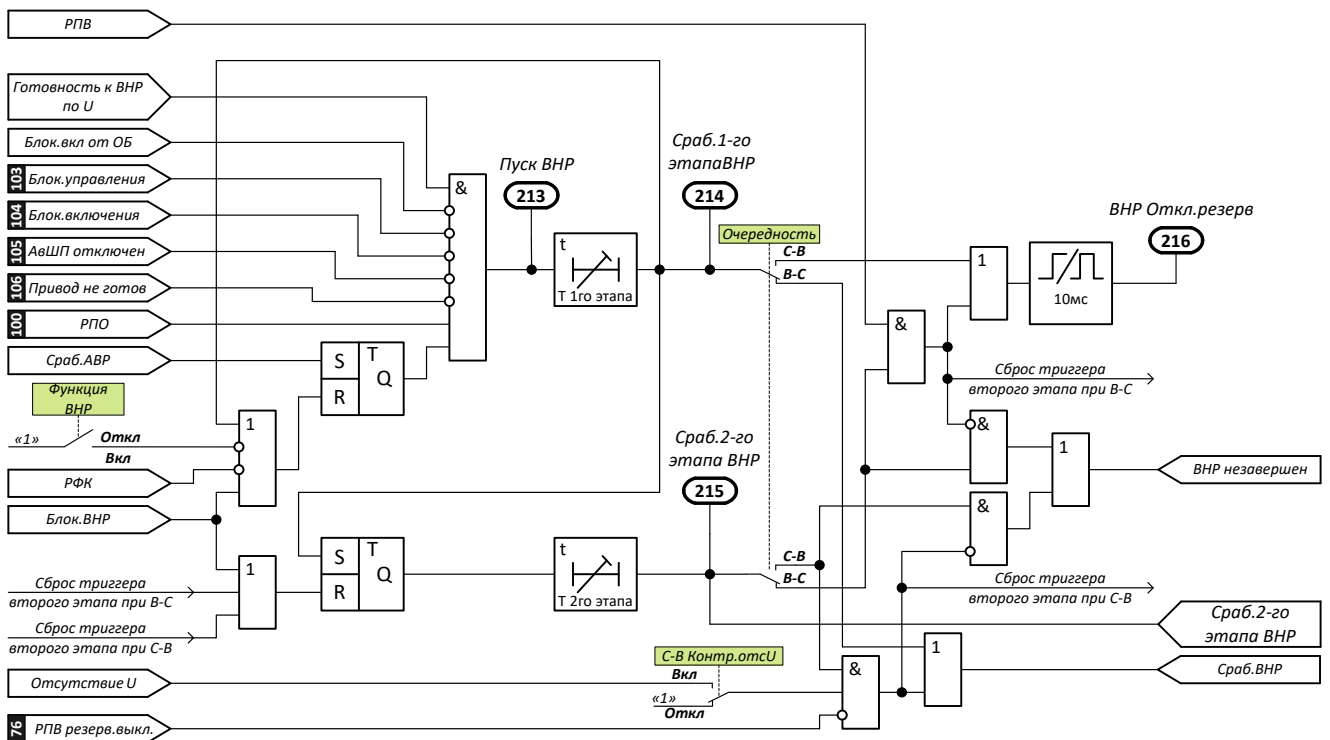 РПВ
Готовность к ВНР
по U
Блок.вкл от ОБ
103 Блок.управления
104 Блок.включения
105 АвШП отключен
106 Привод не готов
100 РПО
Сраб.АВР
Функция
ВНР
«1»
Откл
Вкл
РФК
Блок.ВНР
Сброс триггера
второго этапа при В-С
Сброс триггера
второго этапа при С-В
Отсутствие U
76 РПВ резерв.выкл.
1
1
S T
Q
R
S T
Q
R
&
Пуск ВНР
213
t
T 1го этапа
t
T 2го этапа
Сраб.1-го
этапаВНР
214
Очередность
С-В
В-С
Сраб.2-го
этапа ВНР
215
С-В
В-С
С-В Контр.отсU
Вкл
«1»
Откл
&
&
1
10мс
ВНР Откл.резерв
216
Сброс триггера
второго этапа при В-С
&
1
ВНР незавершен
&
Сброс триггера
второго этапа при С-В
Сраб.2-го
этапа ВНР
1
Сраб.ВНР